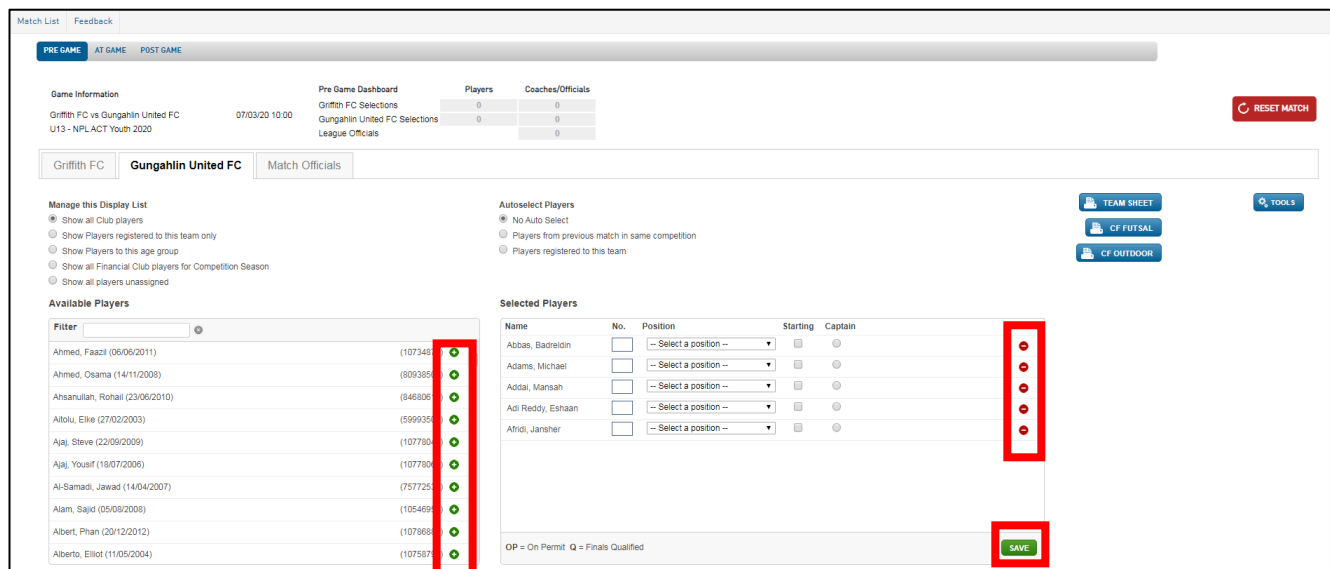 Match List Feedback
PRE GAME AT GAME POST GAME
Game Information
Griffith FC vs Gungahlin United FC 07/03/20 10:00
U13 - NPL ACT Youth 2020
Pre Game Dashboard Players Coaches/Officials
Griffith FC Selections 0 0
Gungahlin United FC Selections 0 0
League Officials 0
RESET MATCH
Griffith FC Gungahlin United FC Match Officials
Manage this Display List
Show all Club players
Show Players registered to this team only
Show Players to this age group
Show all Financial Club players for Competition Season
Show all players unassigned
Autoselect Players
No Auto Select
Players from previous match in same competition
Players registered to this team
TEAM SHEET
CF FUTSAL
CF OUTDOOR
TOOLS
Available Players
Filter
Ahmed, Faazil (06/06/2011)
Ahmed, Osama (14/11/2008)
Ahsanullah, Rohail (23/06/2010)
Aitolu, Elke (27/02/2003)
Ajaj, Steve (22/09/2009)
Ajaj, Yousif (18/07/2006)
Al-Samadi, Jawad (14/04/2007)
Alam, Sajid (05/08/2008)
Albert, Phan (20/12/2012)
Alberto, Elliot (11/05/2004)
Selected Players
Name No. Position Starting Captain
Abbas, Badreldin -- Select a position --
Adams, Michael -- Select a position --
Addai, Mansah -- Select a position --
Adi Reddy, Eshaan -- Select a position --
Afridi, Jansher -- Select a position --
OP = On Permit Q = Finals Qualified
SAVE